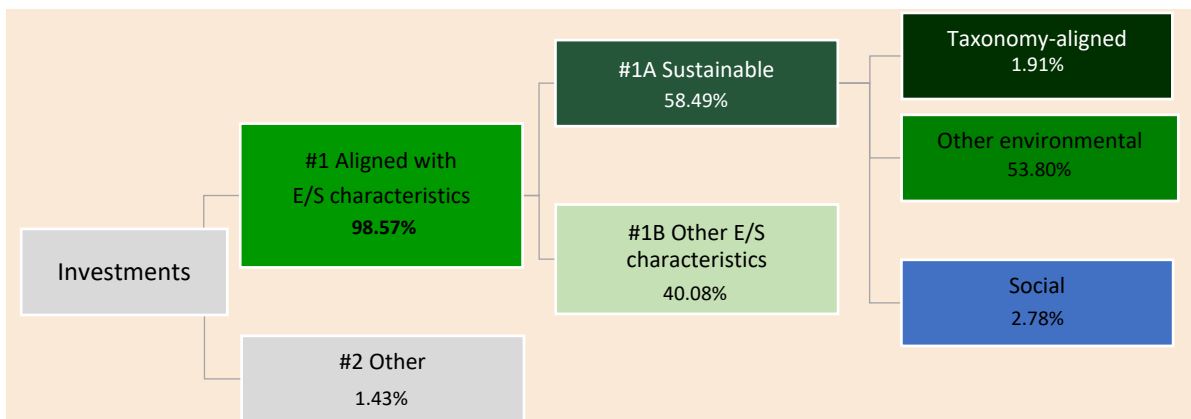 Investments
#1 Aligned with
E/S characteristics
98.57%
#2 Other
1.43%
#1A Sustainable
58.49%
#1B Other E/S
characteristics
40.08%
Taxonomy-aligned
1.91%
Other environmental
53.80%
Social
2.78%